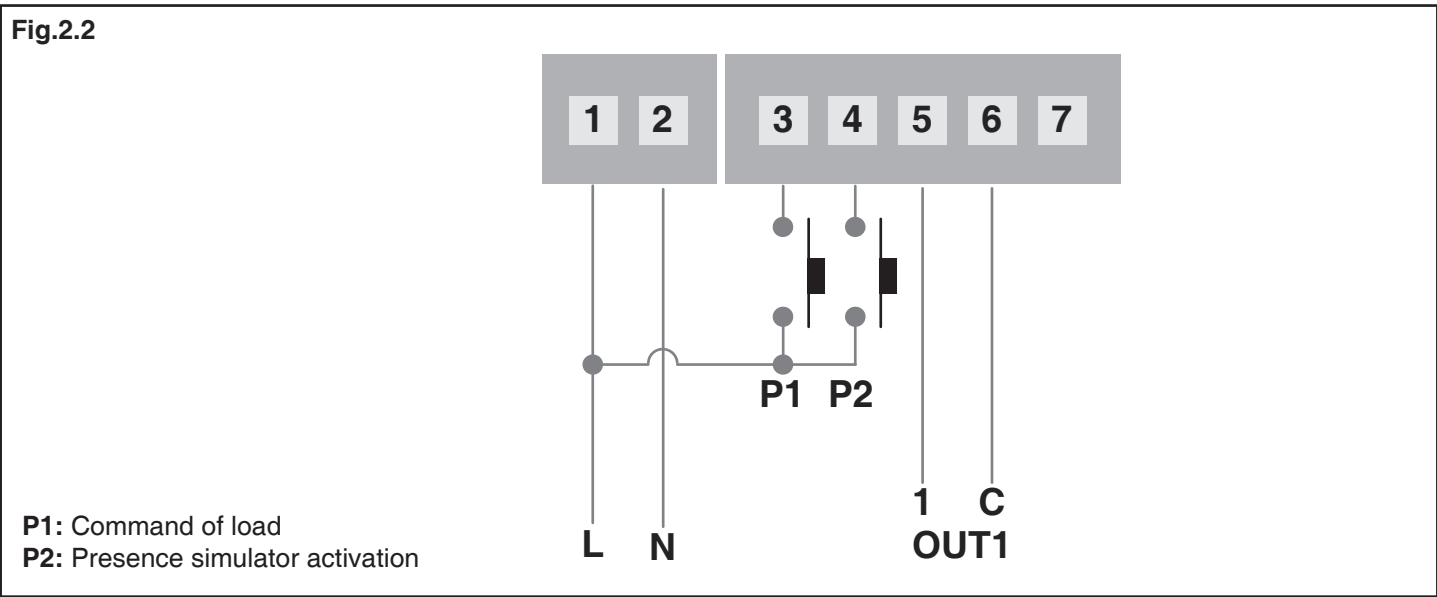 Fig.2.2
1 2 3 4 5 6 7
P1 P2
1 C
L N OUT1
P1: Command of load
P2: Presence simulator activation